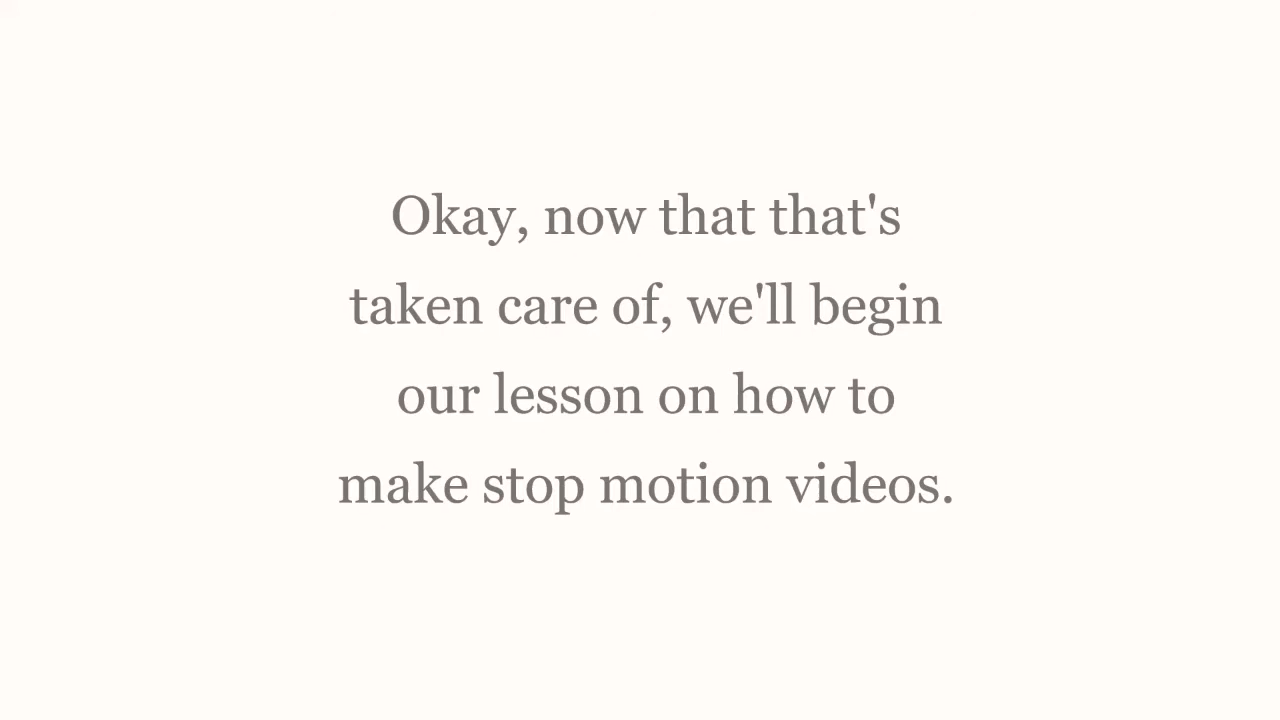 Okay, now that that's
taken care of, we'll begin
our lesson on how to
make stop motion videos.